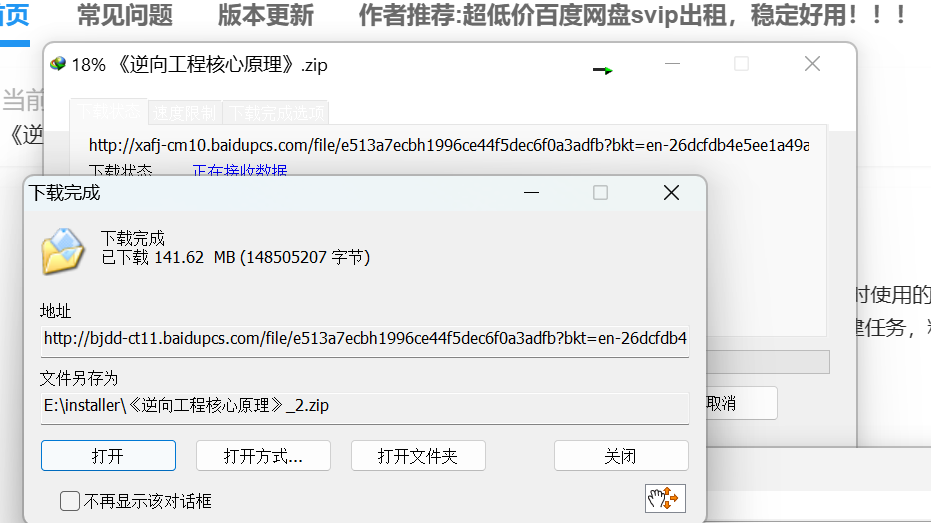 首页 常见问题 版本更新 作者推荐:超低价百度网盘svip出租，稳定好用！！！
18% 《逆向工程核心原理》.zip
当前
《逆
下载状态 速度限制 下载完成选项
http://xafj-cm10.baidupcs.com/file/e513a7ecbh1996ce44f5dec6f0a3adfb?bkt=en-26dcfdb4e5ee1a49a
下载状态 正在接收数据
下载完成
下载完成
已下载 141.62 MB (148505207 字节)
地址
http://bjdd-ct11.baidupcs.com/file/e513a7ecbh1996ce44f5dec6f0a3adfb?bkt=en-26dcfdb4
文件另存为
E:\installer\《逆向工程核心原理》_2.zip
打开 打开方式... 打开文件夹 关闭
不再显示该对话框
时使用的
建任务，
取消